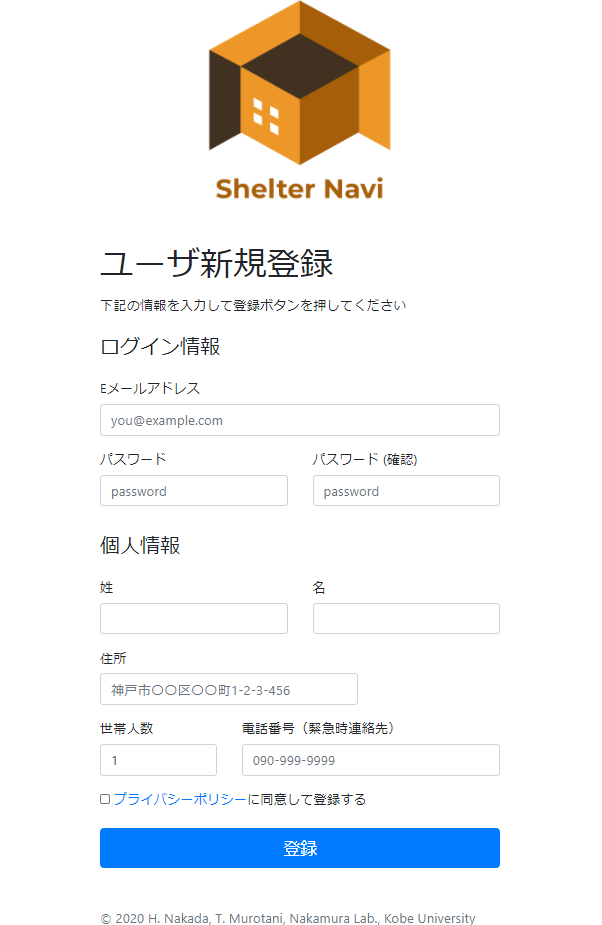 Shelter Navi
ユーザ新規登録
下記の情報を入力して登録ボタンを押してください
ログイン情報
Eメールアドレス
you@example.com
パスワード パスワード (確認)
password password
個人情報
姓 名
住所
神戸市〇〇区〇〇町1-2-3-456
世帯人数 電話番号（緊急時連絡先）
1 090-999-9999
プライバシーポリシーに同意して登録する
登録
© 2020 H. Nakada, T. Murotani, Nakamura Lab., Kobe University